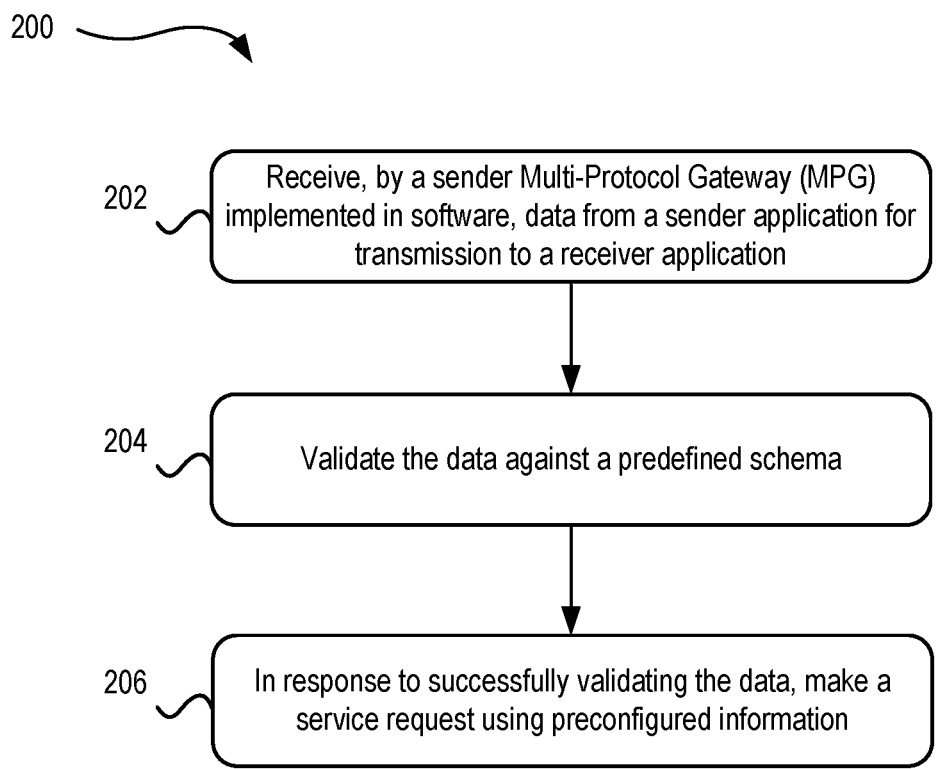 200
202
Receive, by a sender Multi-Protocol Gateway (MPG)
implemented in software, data from a sender application for
transmission to a receiver application
204
Validate the data against a predefined schema
206
In response to successfully validating the data, make a
service request using preconfigured information